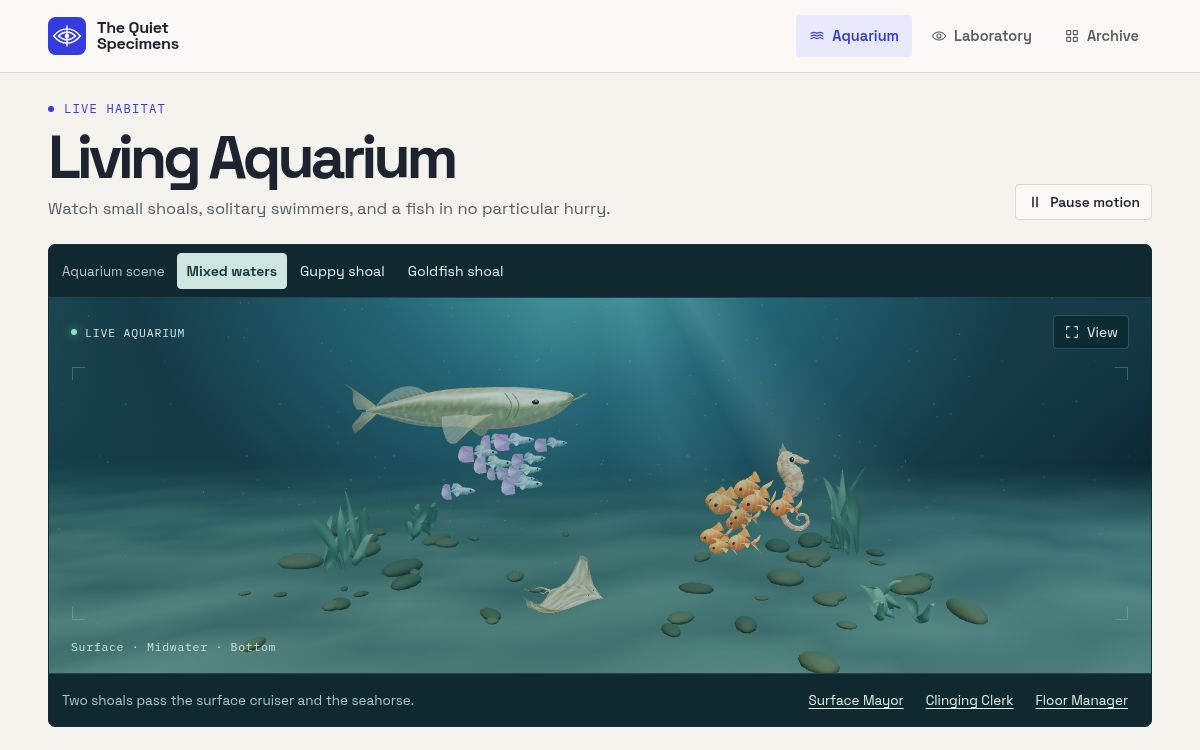 The Quiet
Specimens
Aquarium
Laboratory
Archive
LIVE HABITAT
Living Aquarium
Watch small shoals, solitary swimmers, and a fish in no particular hurry.
Pause motion
Aquarium scene
Mixed waters
Guppy shoal
Goldfish shoal
LIVE AQUARIUM
View
Surface · Midwater · Bottom
Two shoals pass the surface cruiser and the seahorse.
Surface Mayor
Clinging Clerk
Floor Manager